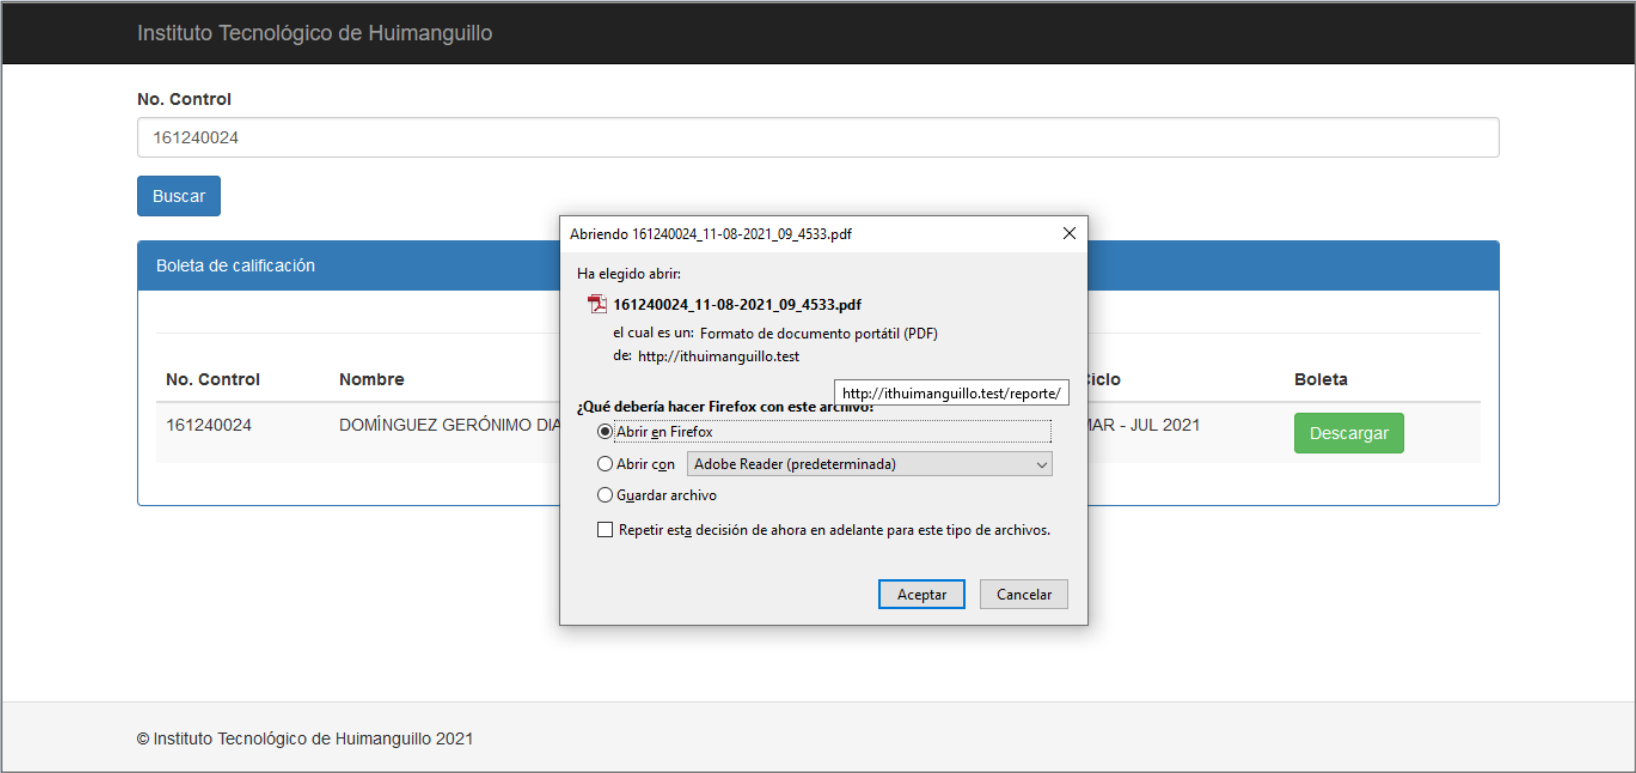 Instituto Tecnológico de Huimanguillo
No. Control
161240024
Buscar
Boleta de calificación
No. Control
Nombre
Boleta
161240024
DOMÍNGUEZ GERÓNIMO
JUL 2021
Descargar
Abriendo 161240024_11-08-2021_09_4533.pdf
Ha elegido abrir:
161240024_11-08-2021_09_4533.pdf
el cual es un: Formato de documento portátil (PDF)
de: http://ithuimanguillo.test
http://ithuimanguillo.test/reporte/
¿Qué debería hacer Firefox con este archivo?
Abrir en Firefox
Abrir con Adobe Reader (predeterminada)
Guardar archivo
Repetir esta decisión de ahora en adelante para este tipo de archivos.
Aceptar
Cancelar
© Instituto Tecnológico de Huimanguillo 2021